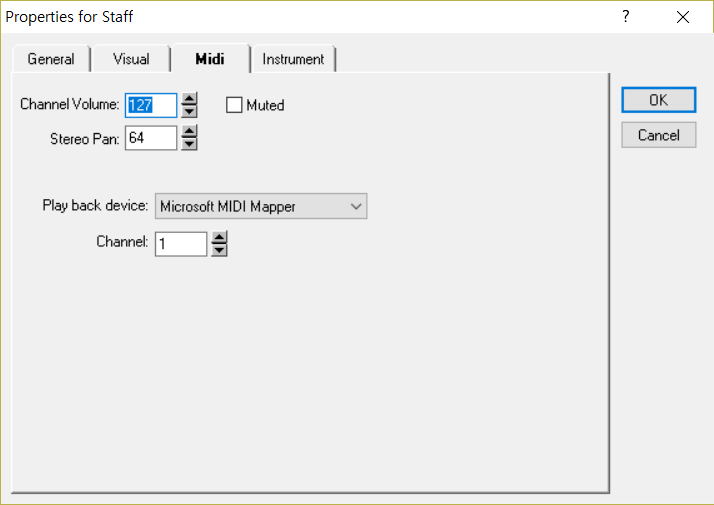 Properties for Staff ?
General Visual Midi Instrument
Channel Volume: 127 Muted
OK
Stereo Pan: 64
Cancel
Play back device: Microsoft MIDI Mapper
Channel: 1